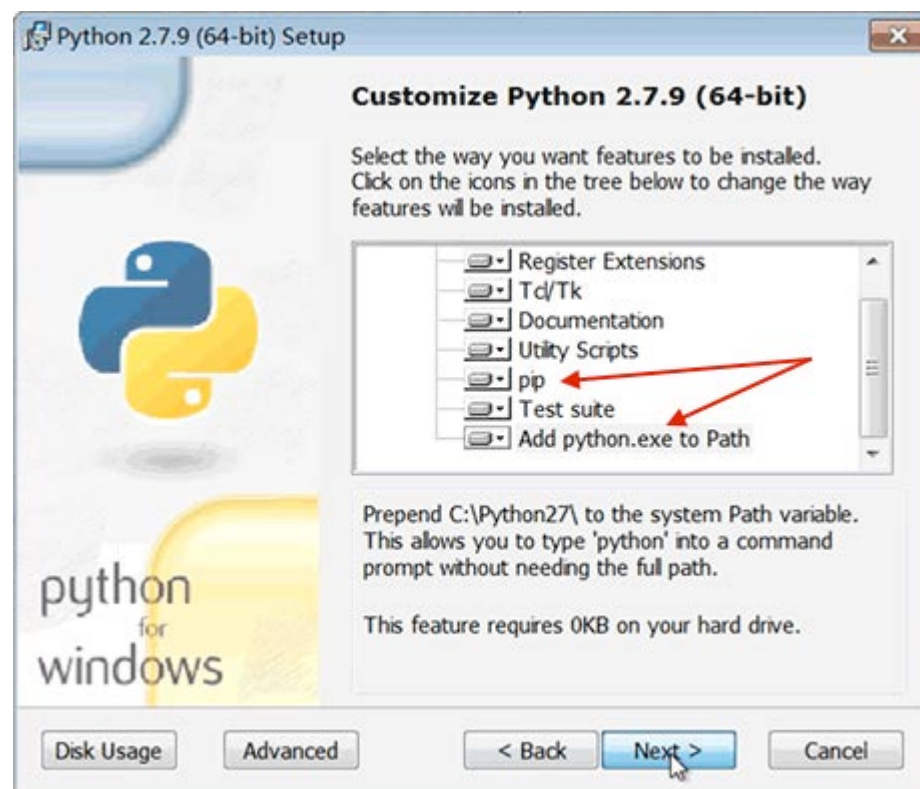 Python 2.7.9 (64-bit) Setup
Customize Python 2.7.9 (64-bit)
Select the way you want features to be installed.
Click on the icons in the tree below to change the way
features will be installed.
Register Extensions
Tcl/Tk
Documentation
Utility Scripts
pip
Test suite
Add python.exe to Path
Prepend C:\Python27\ to the system Path variable.
This allows you to type 'python' into a command
prompt without needing the full path.
This feature requires 0KB on your hard drive.
python
for
windows
Disk Usage
Advanced
< Back
Next >
Cancel